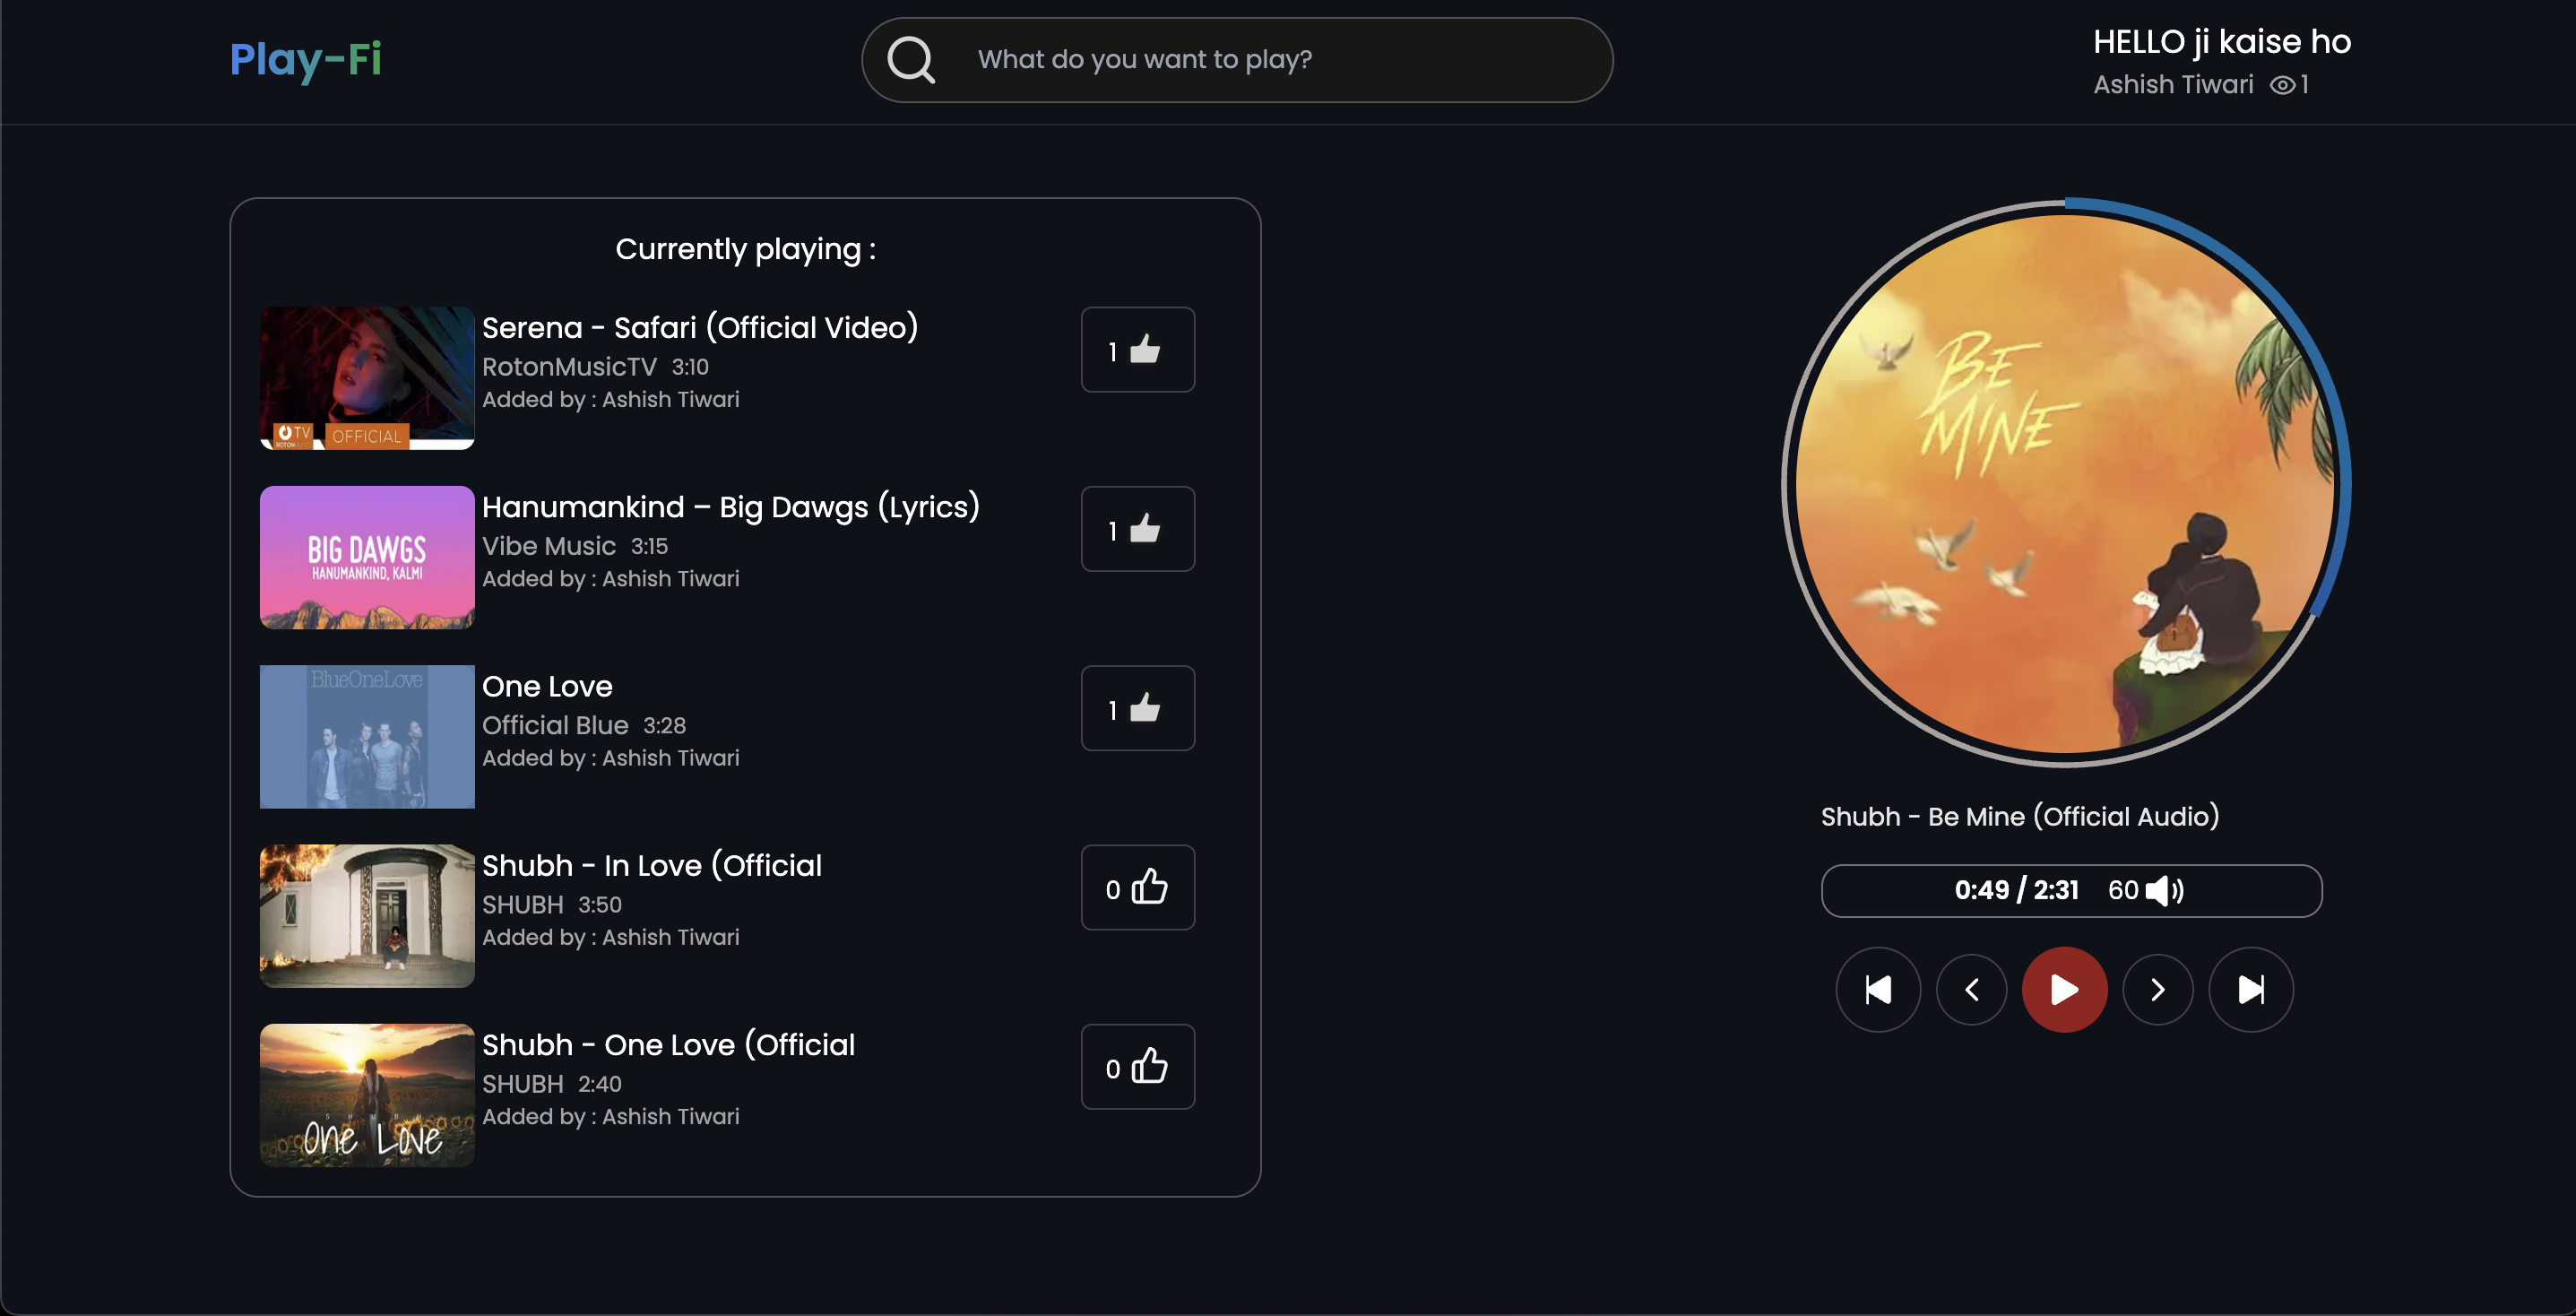 Play-Fi
What do you want to play?
HELLO ji kaise ho
Ashish Tiwari 1
Currently playing :
TV
OFFICIAL
Serena - Safari (Official Video)
RotonMusicTV 3:10
Added by : Ashish Tiwari
1
BIG DAWGS
HANUMANKIND, KALMI
Hanumankind – Big Dawgs (Lyrics)
Vibe Music 3:15
Added by : Ashish Tiwari
1
BlueOneLove
One Love
Official Blue 3:28
Added by : Ashish Tiwari
1
Shubh - In Love (Official
SHUBH 3:50
Added by : Ashish Tiwari
0
SHUBH
One Love
Shubh - One Love (Official
SHUBH 2:40
Added by : Ashish Tiwari
0
BE
MINE
Shubh - Be Mine (Official Audio)
0:49 / 2:31 60